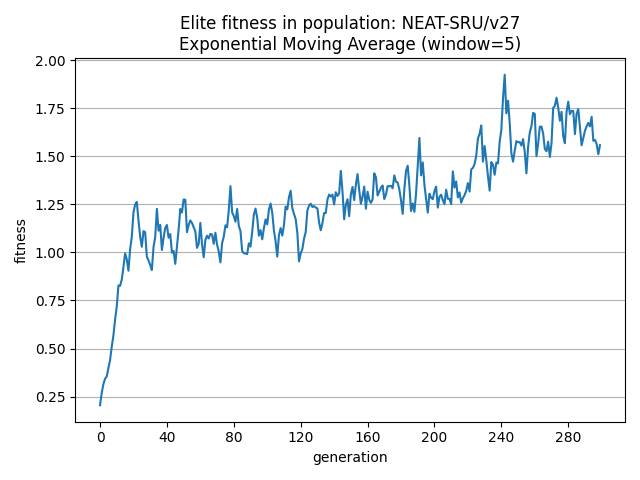 Elite fitness in population: NEAT-SRU/v27
Exponential Moving Average (window=5)
2.00
1.75
1.50
1.25
1.00
0.75
0.50
0.25
fitness
0 40 80 120 160 200 240 280
generation